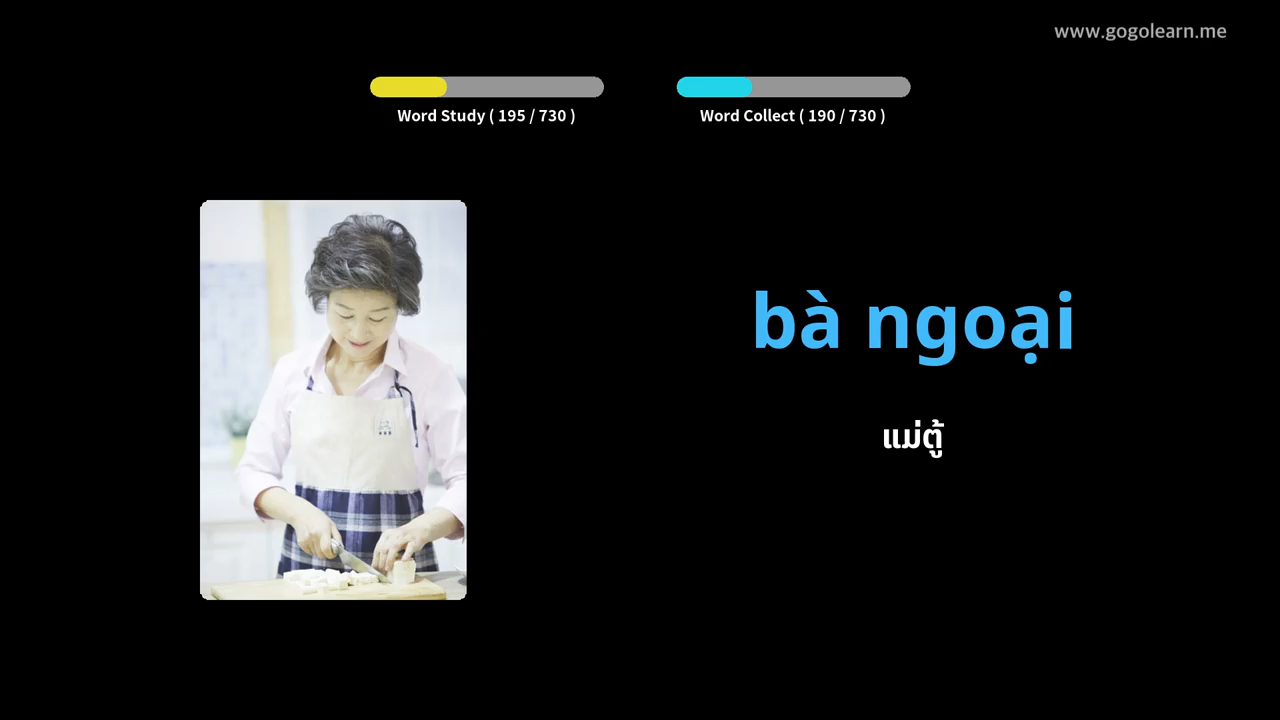 www.gogolearn.me
Word Study ( 195 / 730 )
Word Collect ( 190 / 730 )
bà ngoại
แม่ตู้